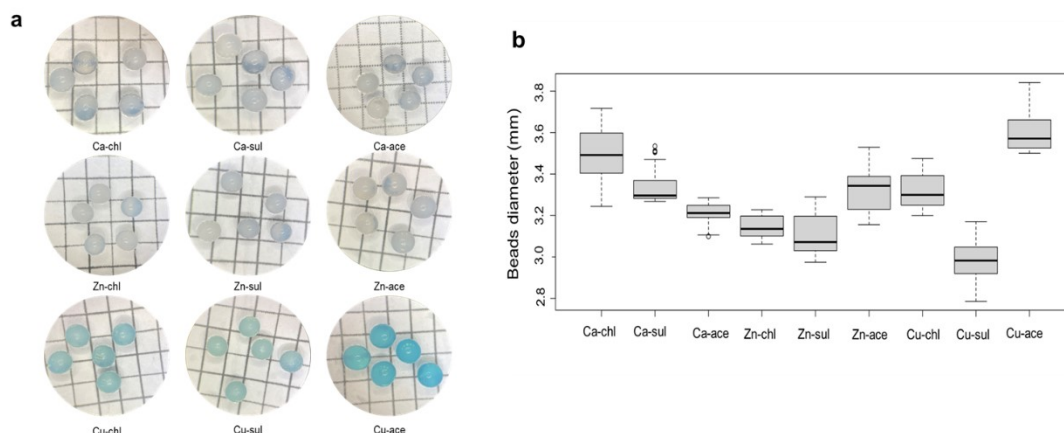 a
Ca-chl Ca-sul Ca-ace
Zn-chl Zn-sul Zn-ace
Cu-chl Cu-sul Cu-ace
b
Beads diameter (mm)
3.8
3.6
3.4
3.2
3.0
2.8
Ca-chl Ca-sul Ca-ace Zn-chl Zn-sul Zn-ace Cu-chl Cu-sul Cu-ace